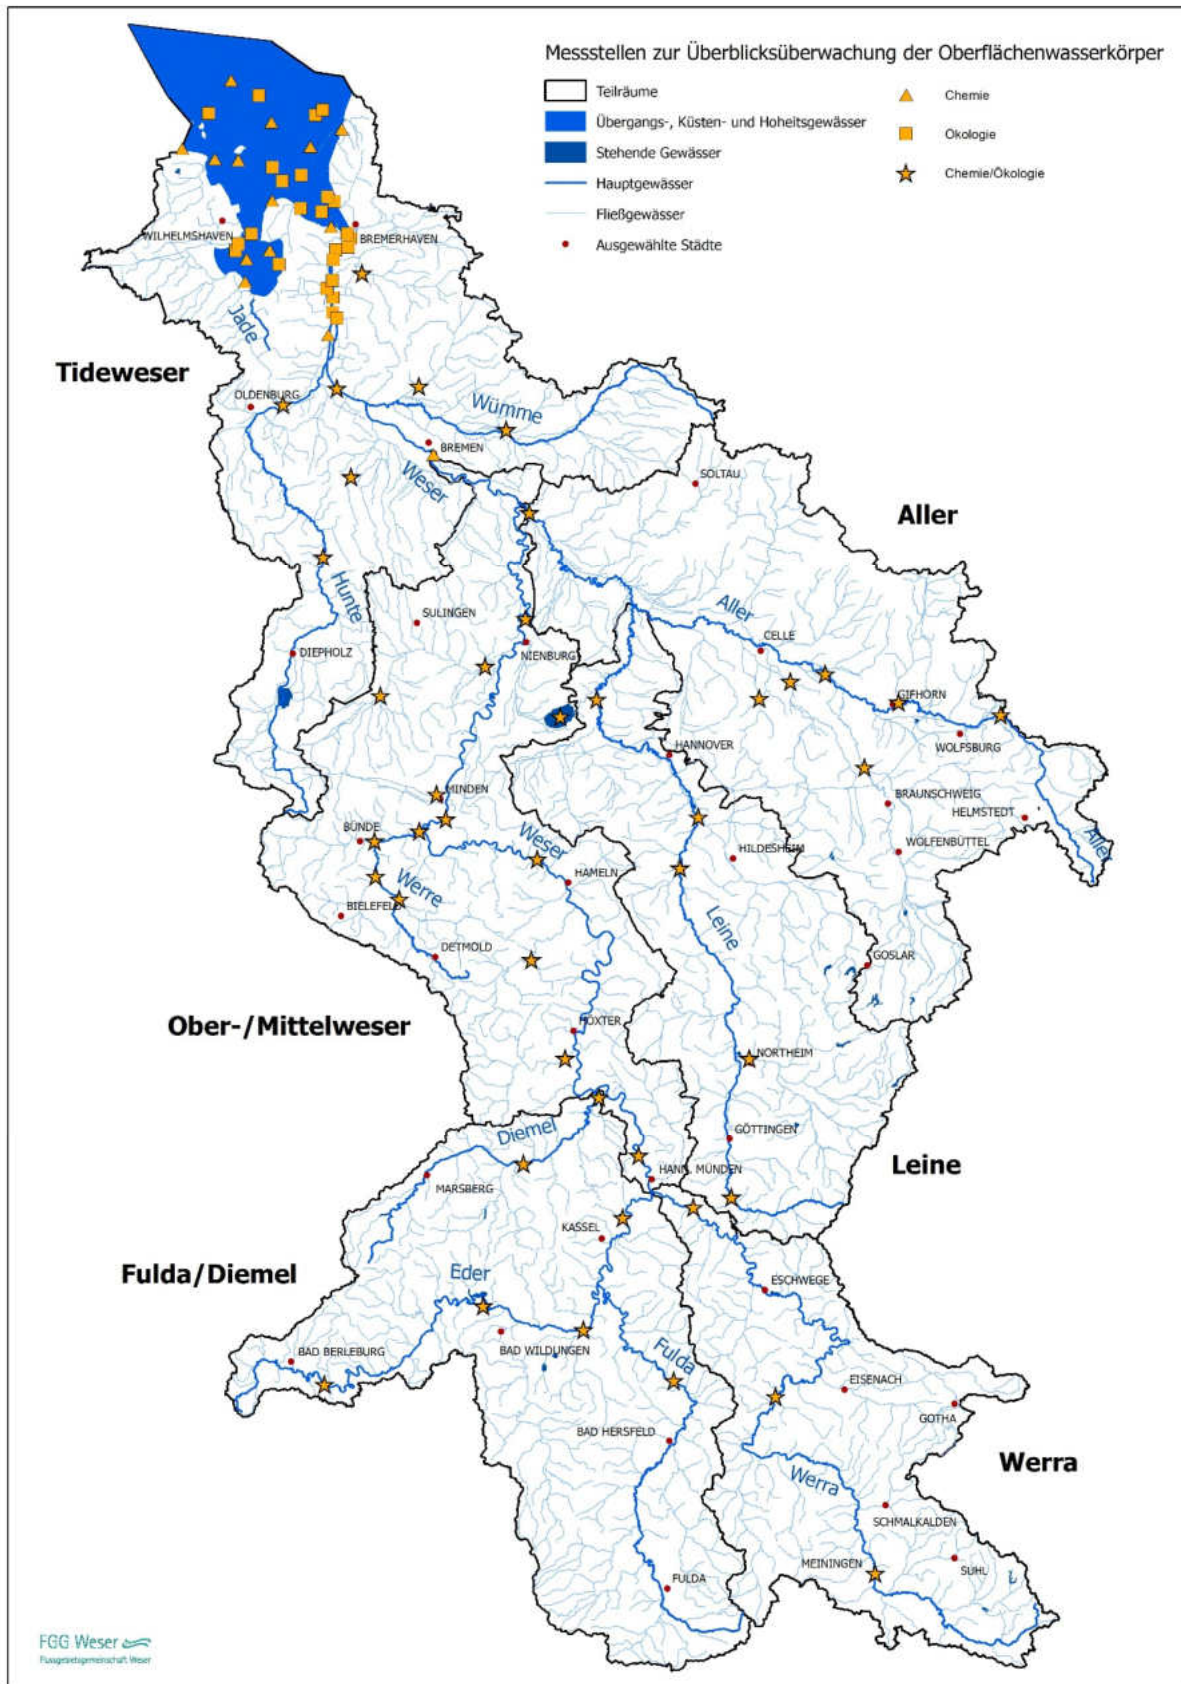 Messstellen zur Überblicksüberwachung der Oberflächenwasserkörper
Teilräume
Übergangs-, Küsten- und Hoheitsgewässer
Stehende Gewässer
Hauptgewässer
Fließgewässer
Ausgewählte Städte
Chemie
Ökologie
Chemie/Ökologie
WILHELMSHAVEN
BREMERHAVEN
Jade
Tideweser
OLDENBURG
Wümme
BREMEN
Weser
SOLTAU
Aller
Hunte
SULINGEN
Aller
CELLE
DIEPHOLZ
NIENBURG
GIFHORN
WOLFSBURG
HANNOVER
MINDEN
BRAUNSCHWEIG
HELMSTEDT
BÜNDE
Weser
HILDESHEIM
WOLFENBÜTTEL
Aller
HAMELN
Werre
BIELEFELD
Leine
DETMOLD
GOSLAR
Ober-/Mittelweser
HÖXTER
NORTHEIM
Diemel
GÖTTINGEN
Leine
MARSBERG
HANN. MÜNDEN
KASSEL
Fulda/Diemel
Eder
ESCHWEGE
BAD WILDUNGEN
Fulda
BAD BERLEBURG
EISENACH
GOTHA
BAD HERSFELD
Werra
Werra
SCHMALKALDEN
MEININGEN
SUHL
FULDA
FGG Weser
Flussgebietsgemeinschaft Weser